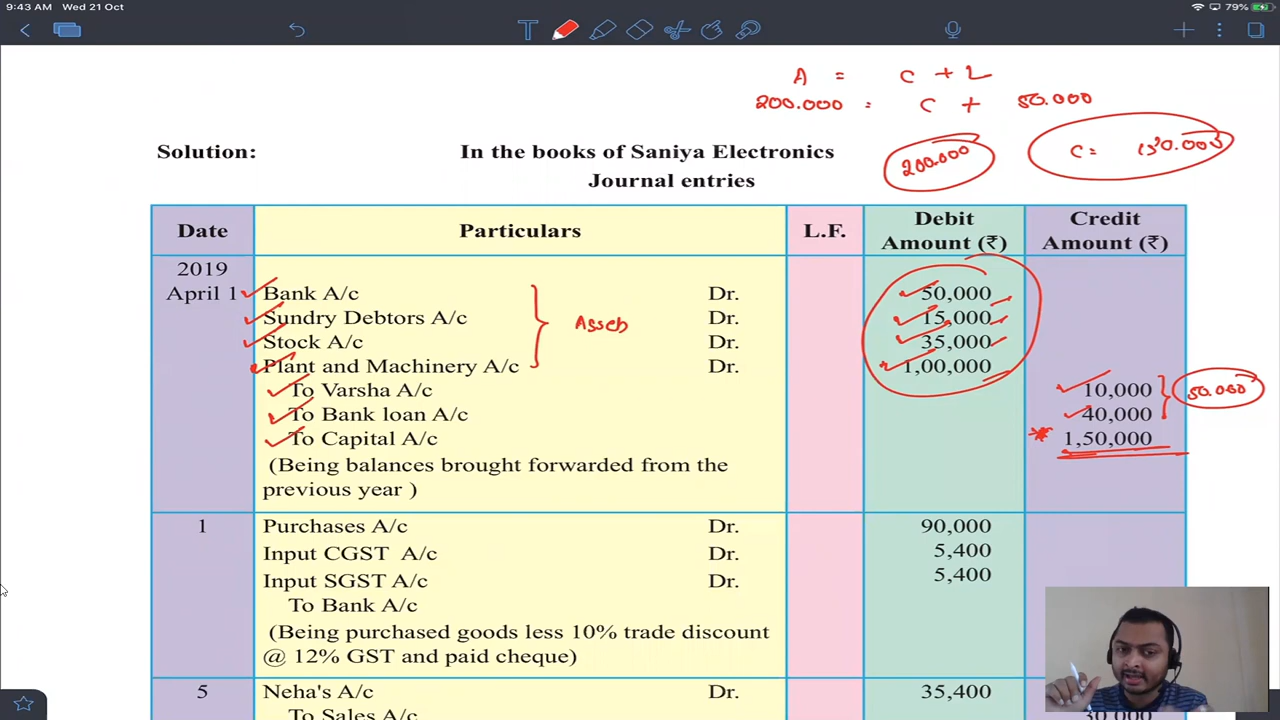 9:43 AM Wed 21 Oct
79%
T
A = C + L
200.000 = C + 50.000
Solution: In the books of Saniya Electronics
200.000
C = 150.000
Journal entries
Date Particulars L.F. Debit Amount (₹) Credit Amount (₹)
2019
April 1 Bank A/c Dr. 50,000
Sundry Debtors A/c Dr. 15,000
Assets
Stock A/c Dr. 35,000
Plant and Machinery A/c Dr. 1,00,000
To Varsha A/c 10,000
50.000
To Bank loan A/c 40,000
To Capital A/c 1,50,000
(Being balances brought forwarded from the
previous year )
1 Purchases A/c Dr. 90,000
Input CGST A/c Dr. 5,400
Input SGST A/c Dr. 5,400
To Bank A/c
(Being purchased goods less 10% trade discount
@ 12% GST and paid cheque)
5 Neha's A/c Dr. 35,400
To Sales A/c 30,000